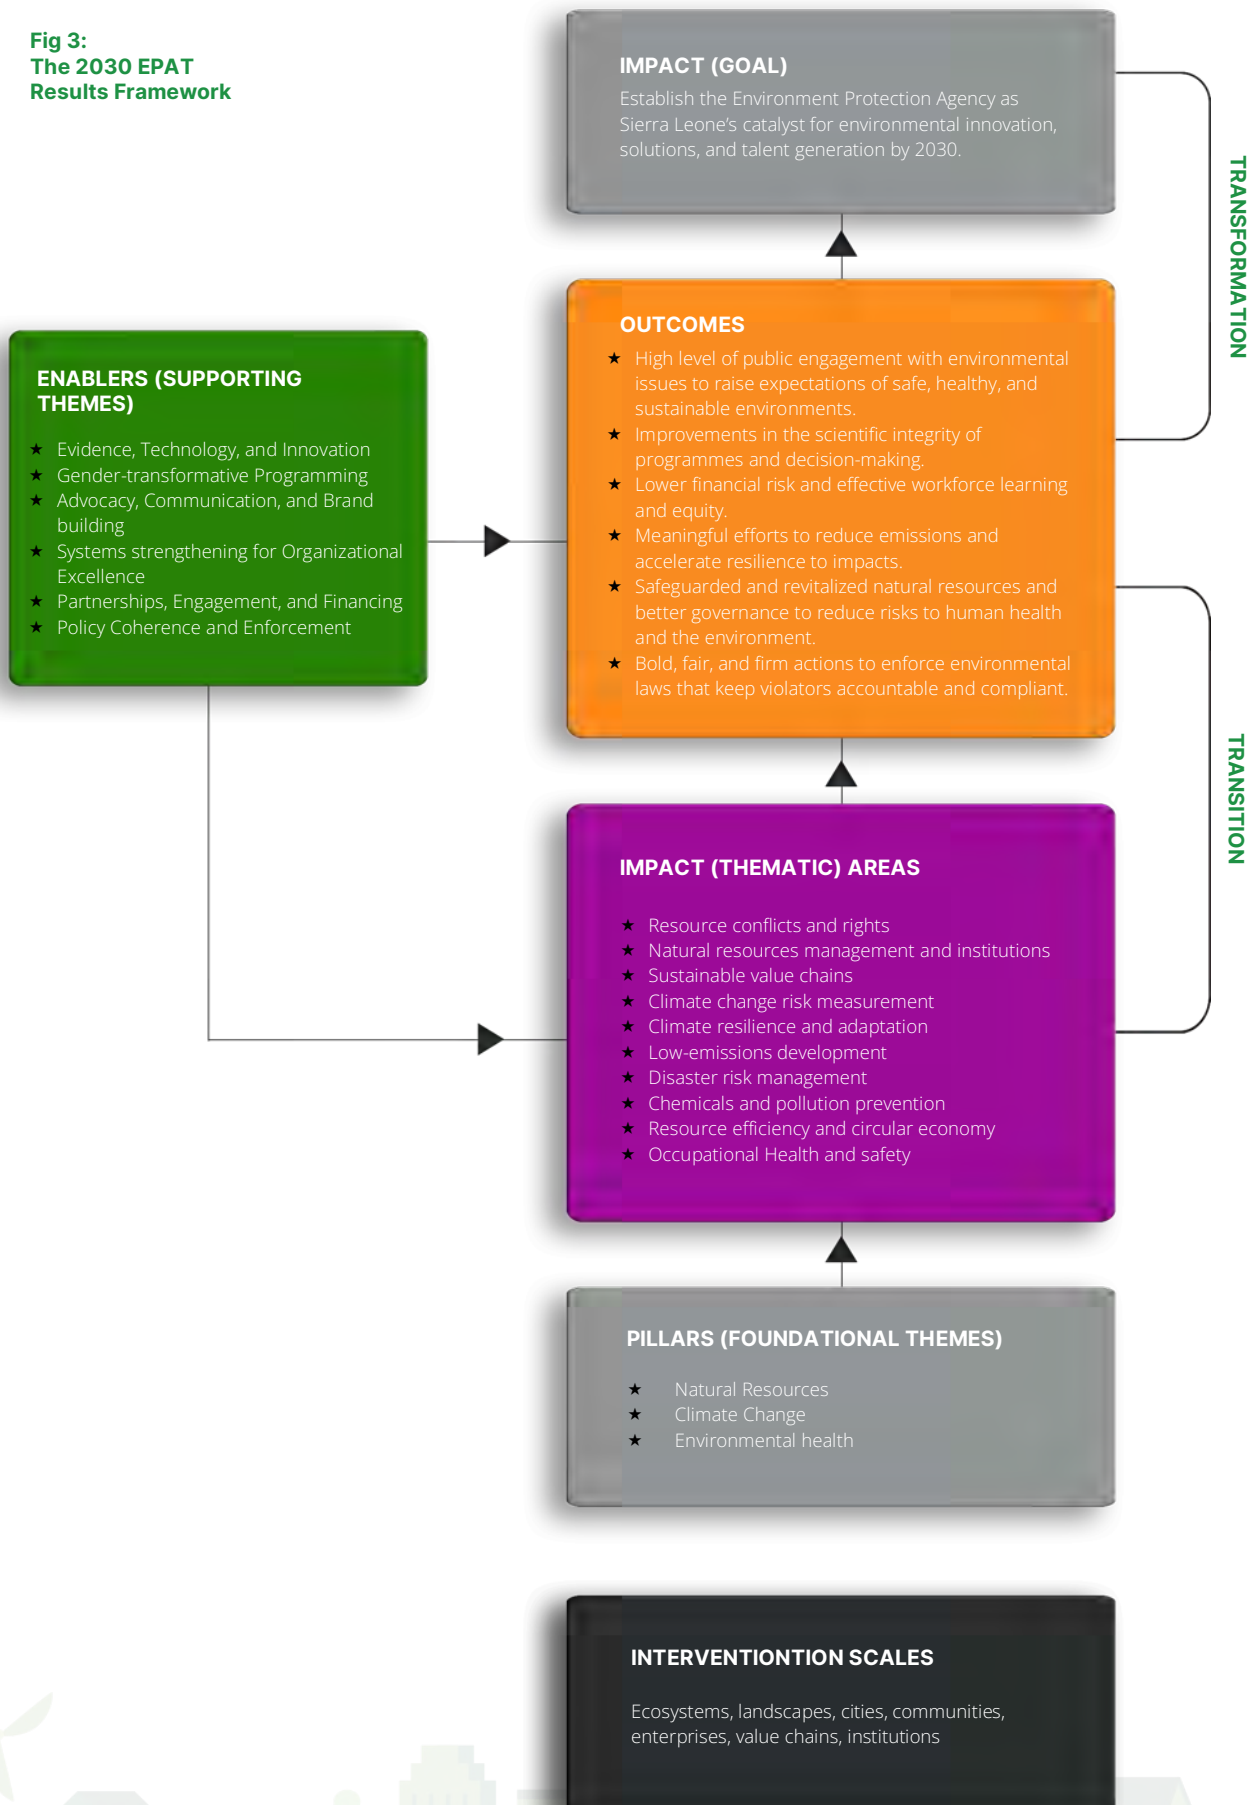 Fig 3:
The 2030 EPAT
Results Framework
IMPACT (GOAL)
Establish the Environment Protection Agency as
Sierra Leone’s catalyst for environmental innovation,
solutions, and talent generation by 2030.
TRANSFORMATION
OUTCOMES
★ High level of public engagement with environmental
issues to raise expectations of safe, healthy, and
sustainable environments.
★ Improvements in the scientific integrity of
programmes and decision-making.
★ Lower financial risk and effective workforce learning
and equity.
★ Meaningful efforts to reduce emissions and
accelerate resilience to impacts.
★ Safeguarded and revitalized natural resources and
better governance to reduce risks to human health
and the environment.
★ Bold, fair, and firm actions to enforce environmental
laws that keep violators accountable and compliant.
ENABLERS (SUPPORTING
THEMES)
★ Evidence, Technology, and Innovation
★ Gender-transformative Programming
★ Advocacy, Communication, and Brand
building
★ Systems strengthening for Organizational
Excellence
★ Partnerships, Engagement, and Financing
★ Policy Coherence and Enforcement
TRANSITION
IMPACT (THEMATIC) AREAS
★ Resource conflicts and rights
★ Natural resources management and institutions
★ Sustainable value chains
★ Climate change risk measurement
★ Climate resilience and adaptation
★ Low-emissions development
★ Disaster risk management
★ Chemicals and pollution prevention
★ Resource efficiency and circular economy
★ Occupational Health and safety
PILLARS (FOUNDATIONAL THEMES)
★ Natural Resources
★ Climate Change
★ Environmental health
INTERVENTIONTION SCALES
Ecosystems, landscapes, cities, communities,
enterprises, value chains, institutions